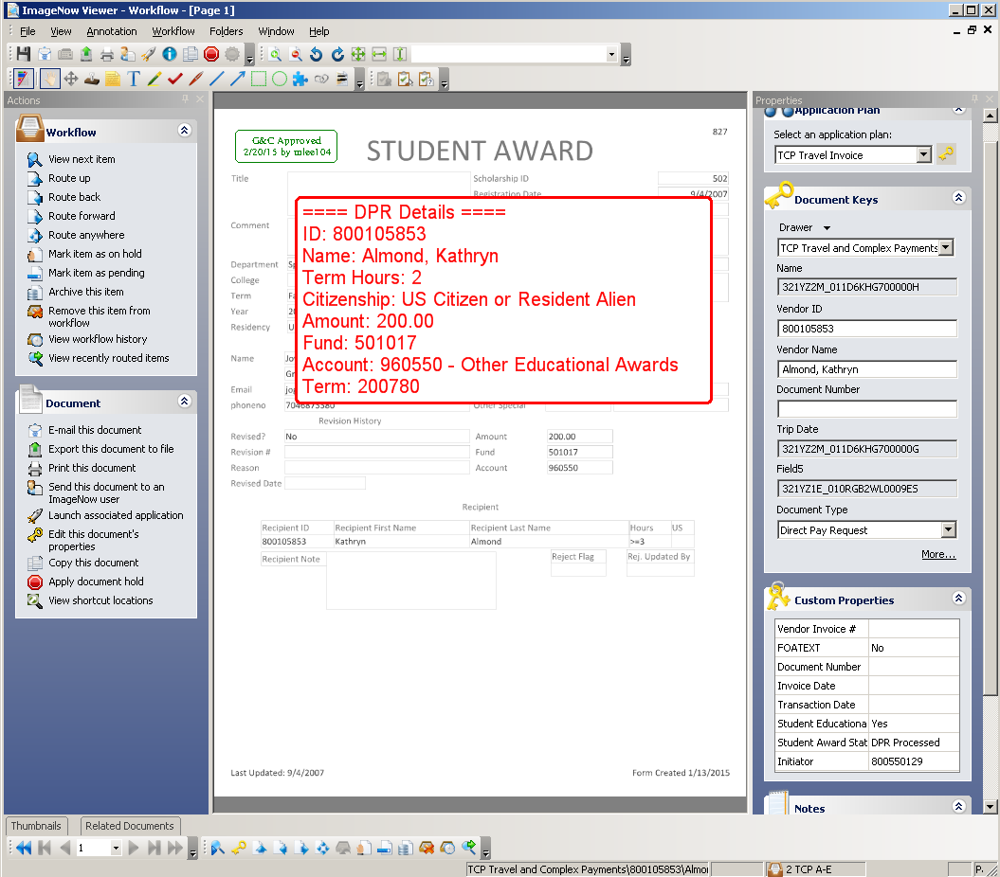 ImageNow Viewer - Workflow - [Page 1]
File View Annotation Workflow Folders Window Help
Actions
Workflow
View next item
Route up
Route back
Route forward
Route anywhere
Mark item as on hold
Mark item as pending
Archive this item
Remove this item from
workflow
View workflow history
View recently routed items
Document
E-mail this document
Export this document to file
Print this document
Send this document to an
ImageNow user
Launch associated application
Edit this document's
properties
Copy this document
Apply document hold
View shortcut locations
G&C Approved
2/20/15 by mlee104
STUDENT AWARD
827
Title
Scholarship ID 502
Registration Date 9/4/2007
==== DPR Details ====
ID: 800105853
Name: Almond, Kathryn
Term Hours: 2
Citizenship: US Citizen or Resident Alien
Amount: 200.00
Fund: 501017
Account: 960550 - Other Educational Awards
Term: 200780
Comment
Department
College
Term
Year
Residency
Name
Email
phoneno 7046873380 Other Special
Revision History
Revised? No Amount 200.00
Revision # Fund 501017
Reason Account 960550
Revised Date
Recipient
Recipient ID Recipient First Name Recipient Last Name Hours US
800105853 Kathryn Almond >=3
Recipient Note Reject Flag Rej. Updated By
Last Updated: 9/4/2007 Form Created 1/13/2015
Properties
Application Plan
Select an application plan:
TCP Travel Invoice
Document Keys
Drawer
TCP Travel and Complex Payments
Name
321YZ2M_011D6KHG700000H
Vendor ID
800105853
Vendor Name
Almond, Kathryn
Document Number
Trip Date
321YZ2M_011D6KHG700000G
Field5
321YZ1E_010RGB2WL0009E5
Document Type
Direct Pay Request
More...
Custom Properties
Vendor Invoice #
FOATEXT No
Document Number
Invoice Date
Transaction Date
Student Educationa Yes
Student Award Stat DPR Processed
Initiator 800550129
Notes
Thumbnails Related Documents
1
TCP Travel and Complex Payments\800105853\Almo
2 TCP A-E
P.